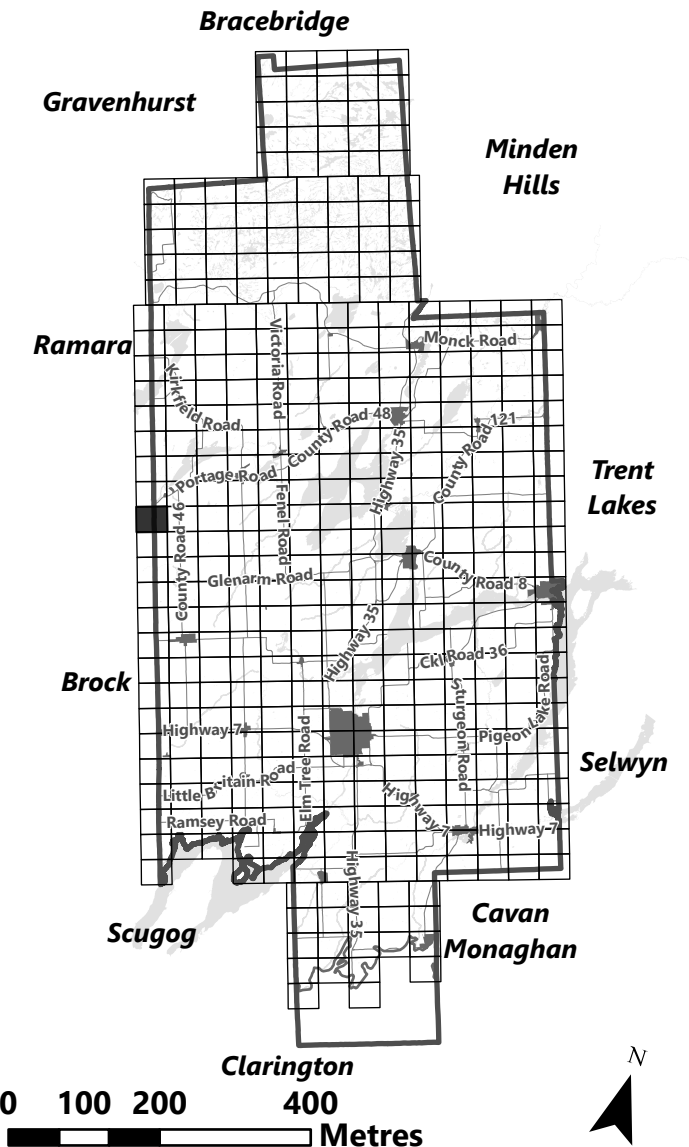 Bracebridge
Gravenhurst
Minden
Hills
Ramara
Monck Road
Victoria Road
Kirkfield Road
County Road 48
County Road 121
Highway 35
Portage Road
Trent
Lakes
Fenel Road
County Road 46
Glenarm Road
County Road 8
Highway 35
Ckl Road 36
Brock
Sturgeon Road
Pigeon Lake Road
Highway 7
Elm Tree Road
Selwyn
Little Britain Road
Highway 7
Ramsey Road
Highway 7
Highway 35
Cavan
Monaghan
Scugog
Clarington
N
0 100 200 400
Metres